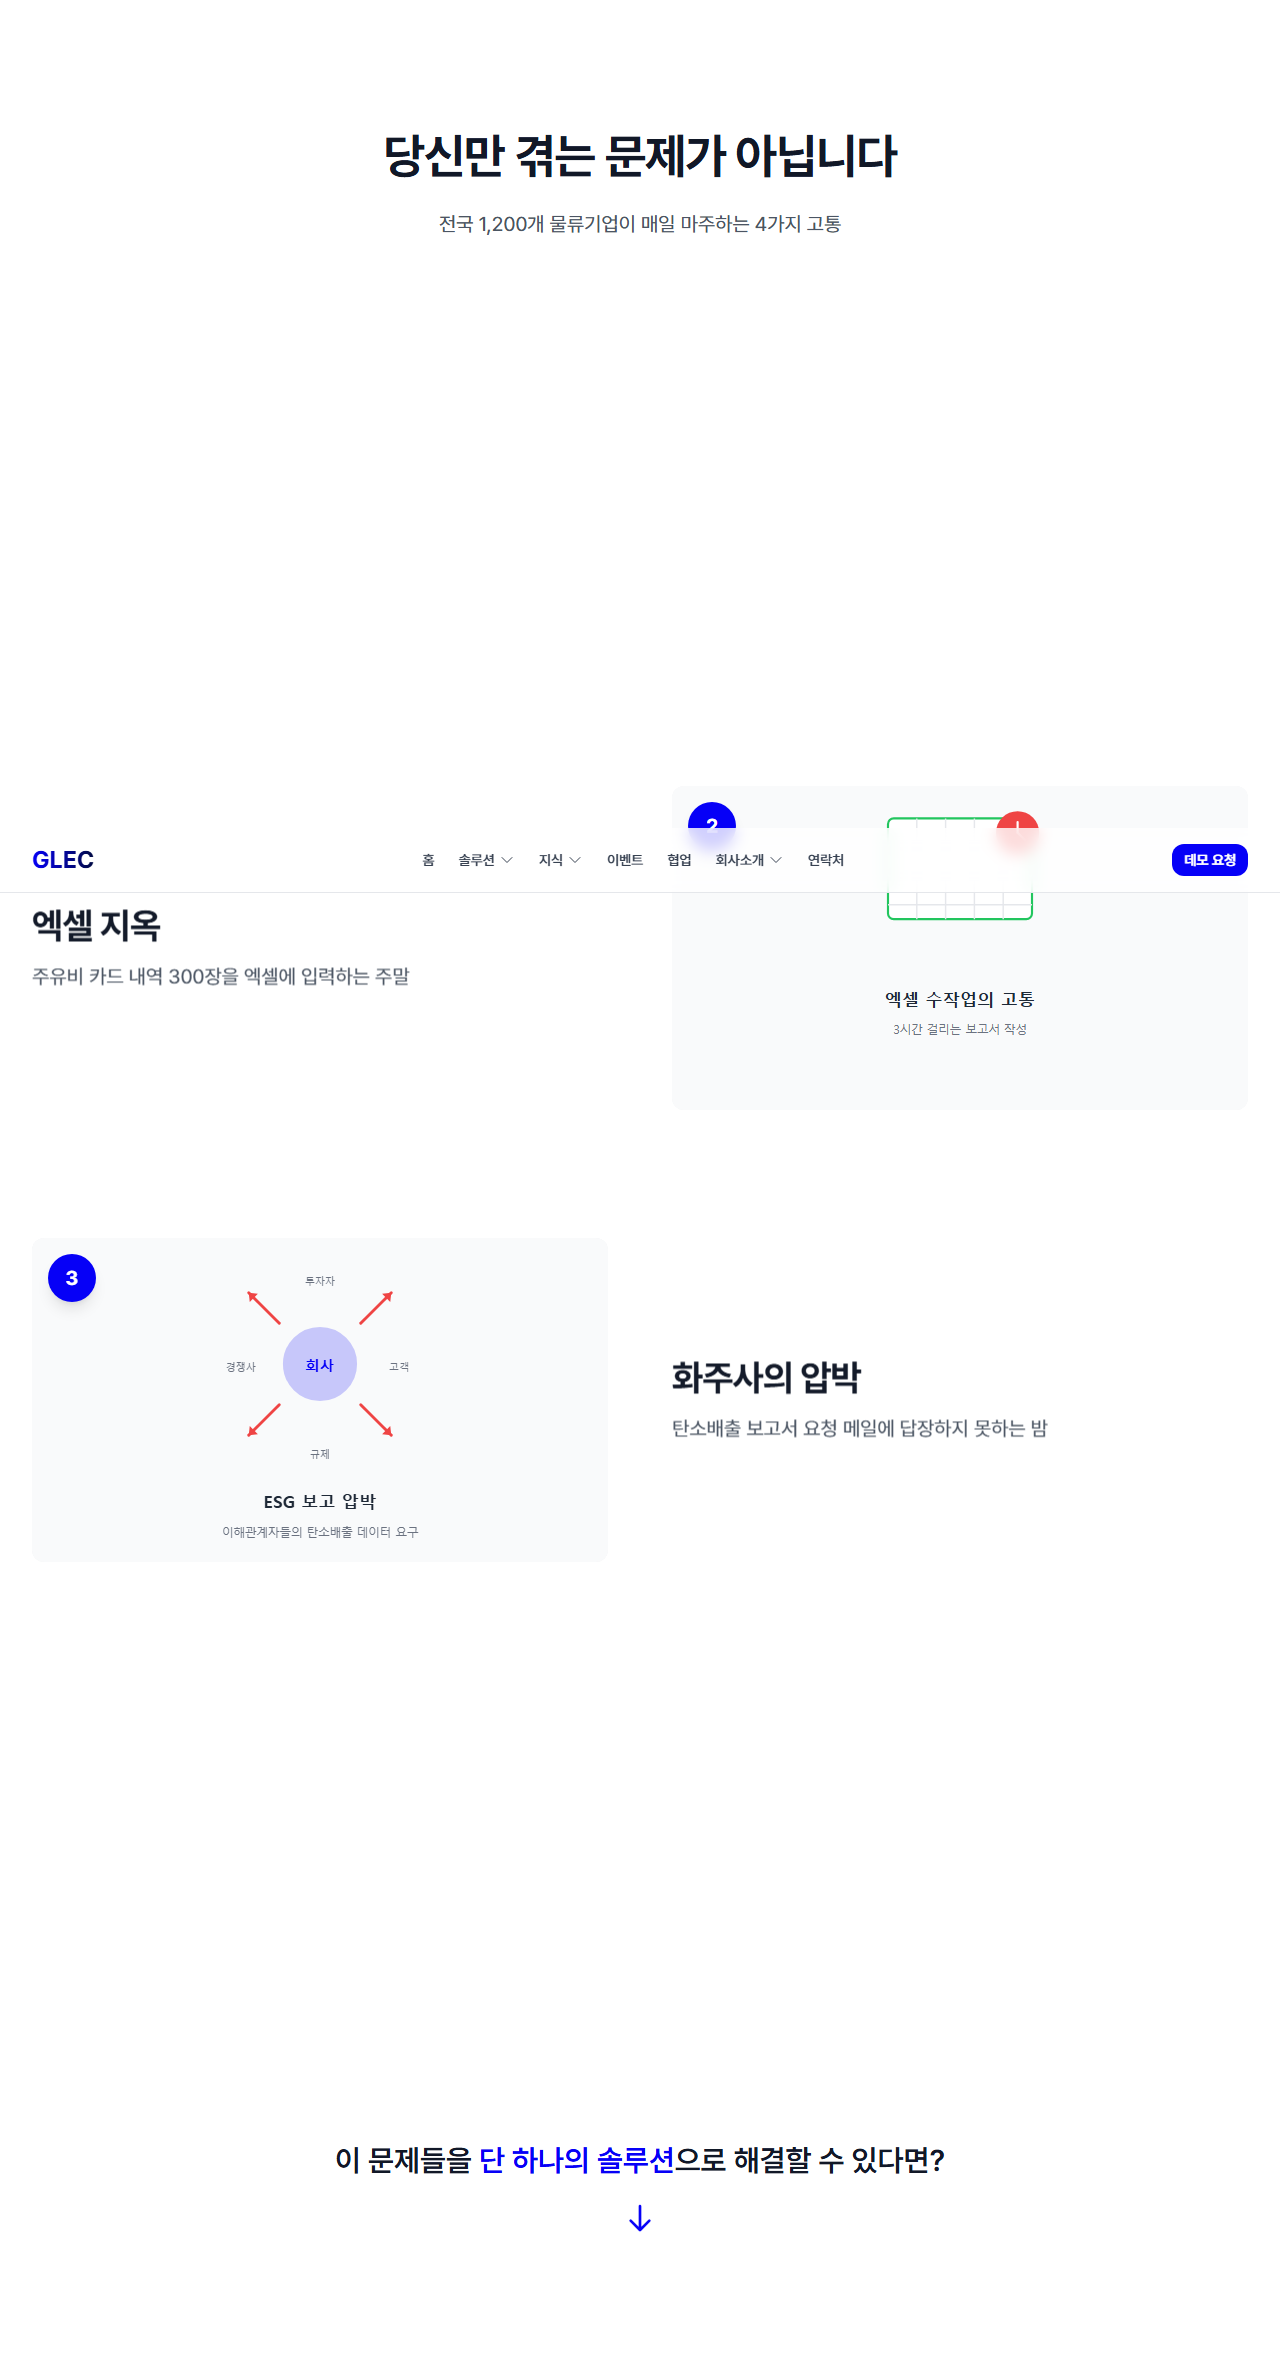 당신만 겪는 문제가 아닙니다
전국 1,200개 물류기업이 매일 마주하는 4가지 고통
2
GLEC
홈
솔루션
지식
이벤트
협업
회사소개
연락처
데모 요청
엑셀 지옥
주유비 카드 내역 300장을 엑셀에 입력하는 주말
엑셀 수작업의 고통
3시간 걸리는 보고서 작성
3
투자자
경쟁사
회사
고객
규제
ESG 보고 압박
이해관계자들의 탄소배출 데이터 요구
화주사의 압박
탄소배출 보고서 요청 메일에 답장하지 못하는 밤
이 문제들을 단 하나의 솔루션으로 해결할 수 있다면?